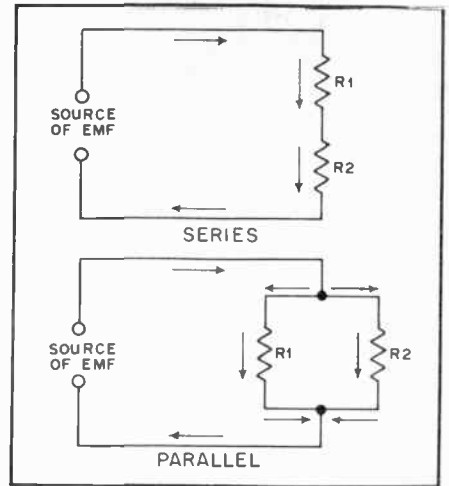 R1
SOURCE
OF EMF
R2
SERIES
SOURCE
OF EMF
R1
R2
PARALLEL